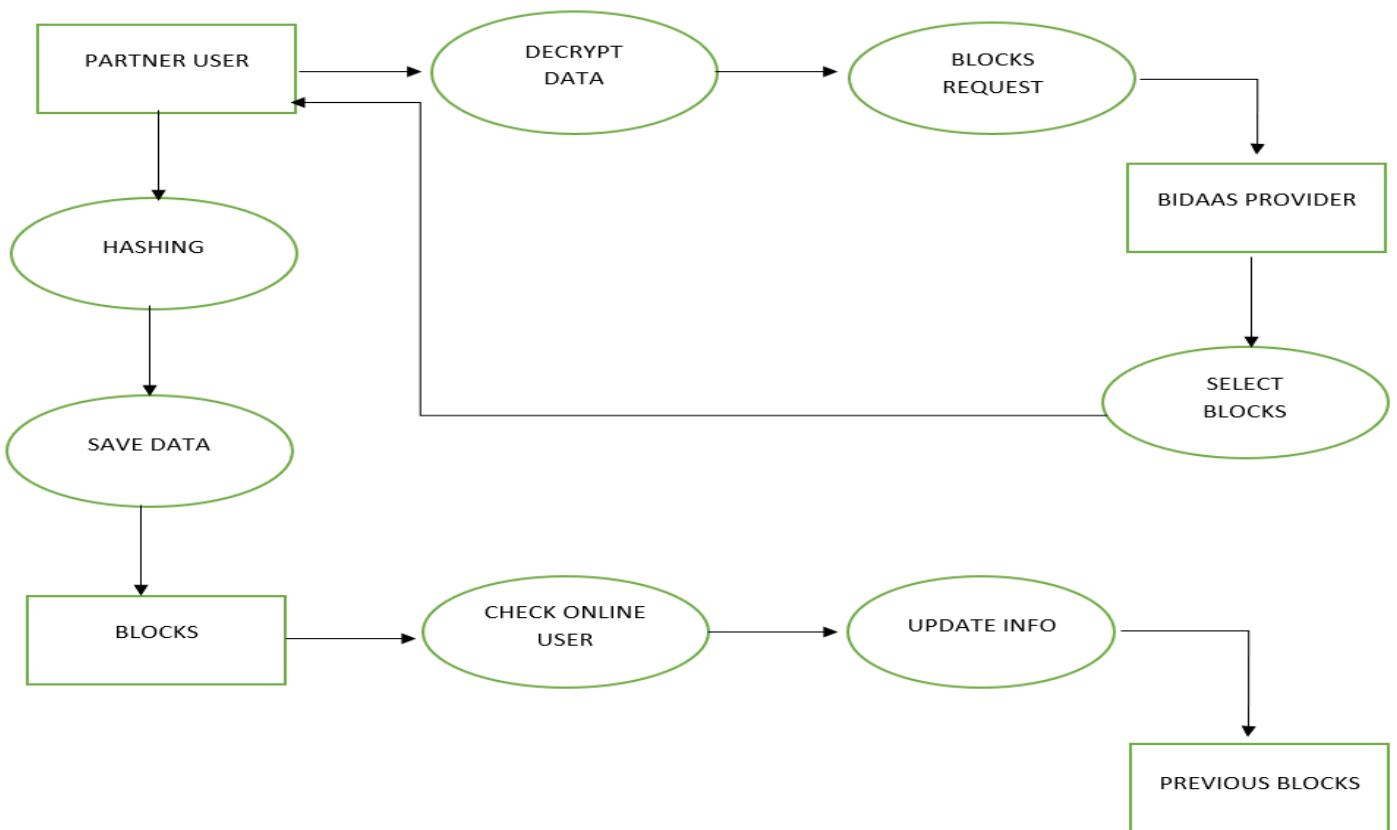 PARTNER USER
DECRYPT
DATA
BLOCKS
REQUEST
BIDAAS PROVIDER
HASHING
SELECT
BLOCKS
SAVE DATA
BLOCKS
CHECK ONLINE
USER
UPDATE INFO
PREVIOUS BLOCKS